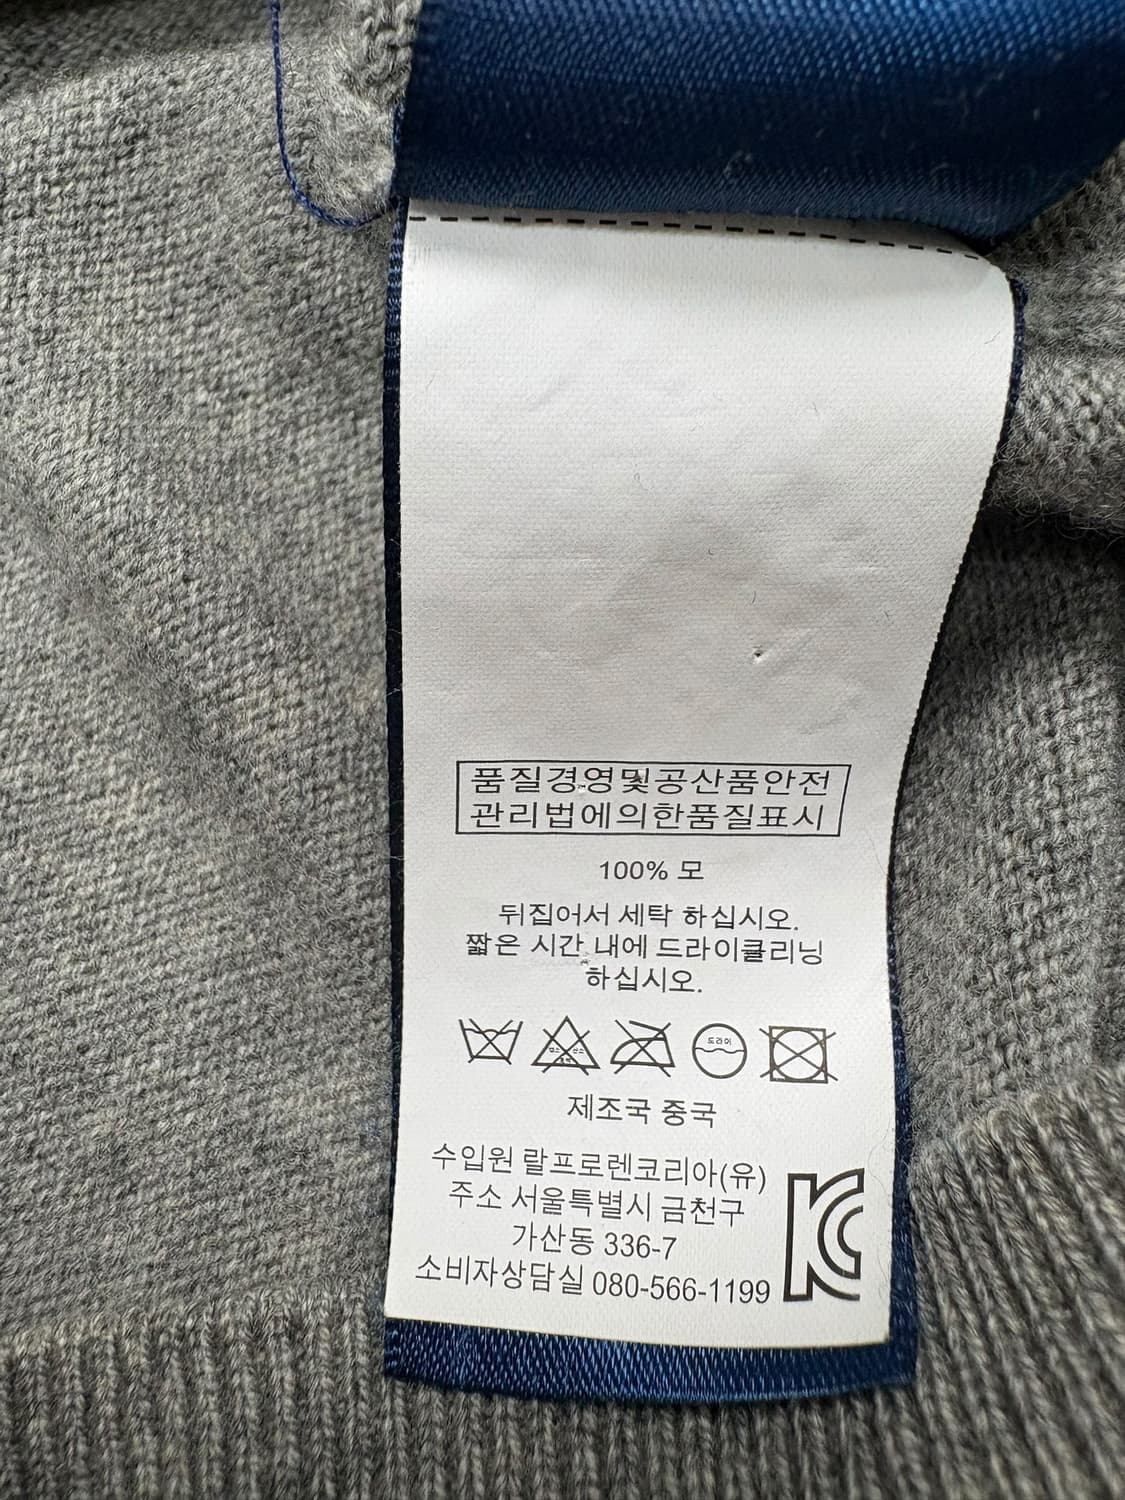 품질경영및공산품안전
관리법에의한품질표시
100% 모
뒤집어서 세탁 하십시오.
짧은 시간 내에 드라이클리닝
하십시오.
드라이
제조국 중국
수입원 랄프로렌코리아(유)
주소 서울특별시 금천구
가산동 336-7
소비자상담실 080-566-1199